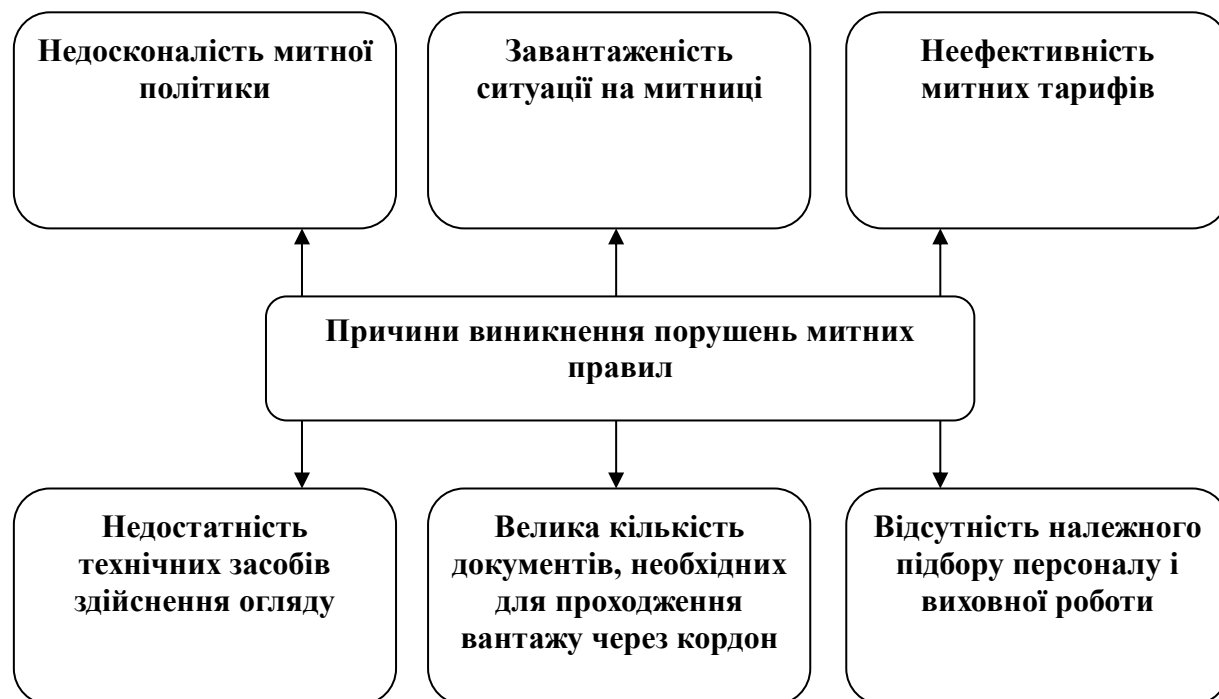 Недосконалість митної
політики
Завантаженість
ситуації на митниці
Неефективність
митних тарифів
Причини виникнення порушень митних
правил
Недостатність
технічних засобів
здійснення огляду
Велика кількість
документів, необхідних
для проходження
вантажу через кордон
Відсутність належного
підбору персоналу і
виховної роботи